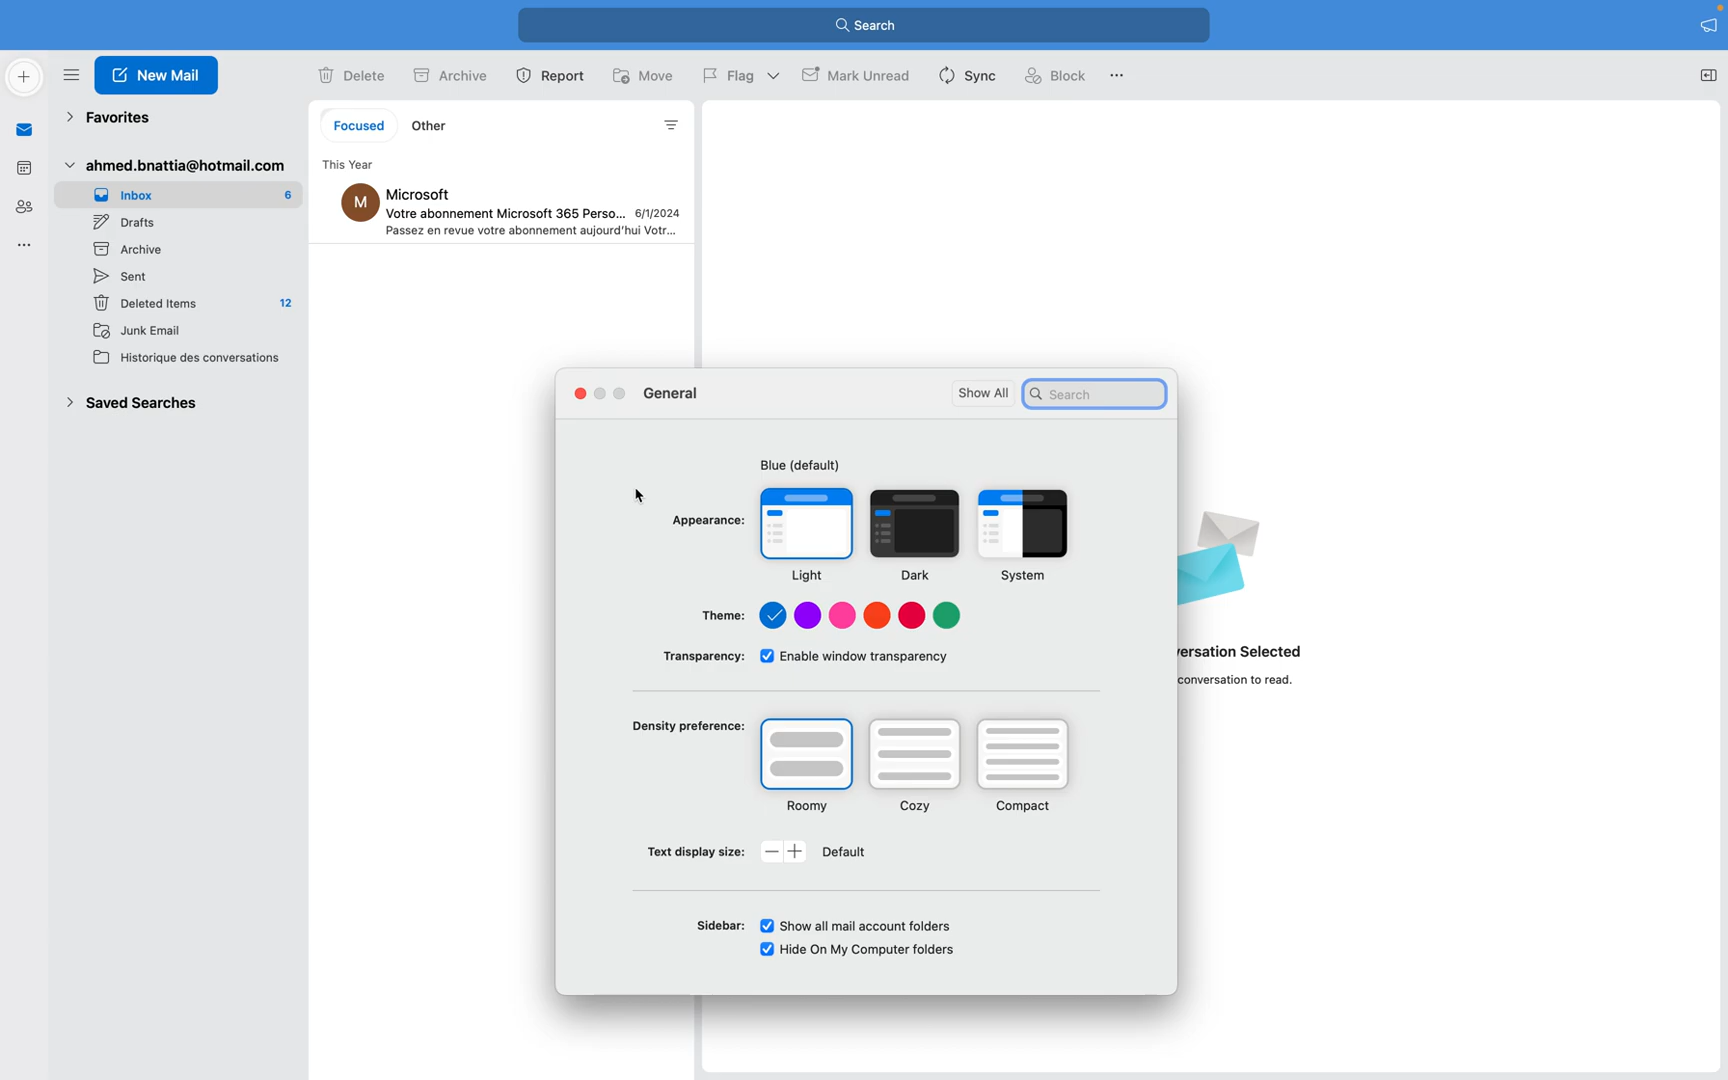 Search
New Mail
Delete
Archive
Report
Move
Flag
Mark Unread
Sync
Block
Favorites
ahmed.bnattia@hotmail.com
Inbox 6
Drafts
Archive
Sent
Deleted Items 12
Junk Email
Historique des conversations
Saved Searches
Focused Other
This Year
M
Microsoft
Votre abonnement Microsoft 365 Perso... 6/1/2024
Passez en revue votre abonnement aujourd'hui Votr...
General
Show All
Search
Blue (default)
Appearance:
Light Dark System
Theme:
Transparency: Enable window transparency
Density preference:
Roomy Cozy Compact
Text display size: Default
Sidebar: Show all mail account folders
Hide On My Computer folders
ersation Selected
conversation to read.